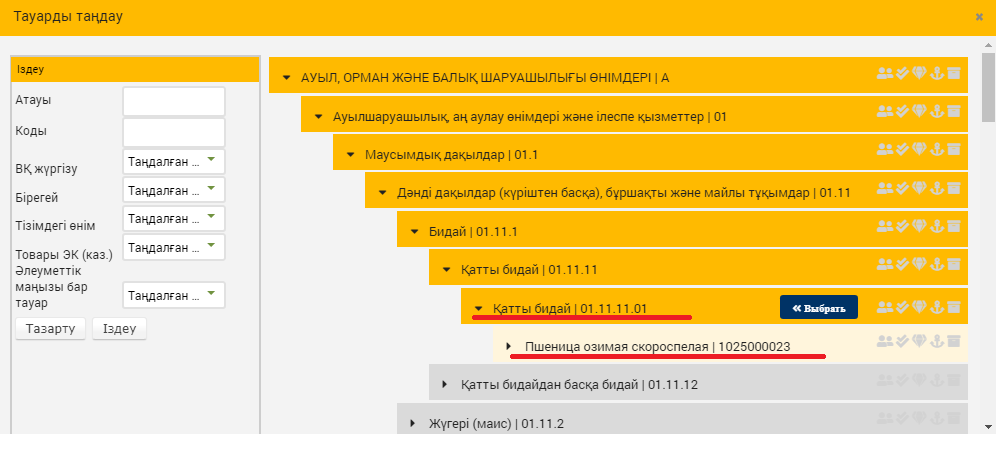 Тауарды таңдау
×
Іздеу
Атауы
Коды
ВҚ жүргізу
Таңдалған ...
Бірегей
Таңдалған ...
Тізімдегі өнім
Таңдалған ...
Товары ЭК (каз.)
Таңдалған ...
Әлеуметтік
маңызы бар
тауар
Таңдалған ...
Тазарту
Іздеу
АУЫЛ, ОРМАН ЖӘНЕ БАЛЫҚ ШАРУАШЫЛЫҒЫ ӨНІМДЕРІ | A
Ауылшаруашылық, аң аулау өнімдері және ілеспе қызметтер | 01
Маусымдық дақылдар | 01.1
Дәнді дақылдар (күріштен басқа), бұршақты және майлы тұқымдар | 01.11
Бидай | 01.11.1
Қатты бидай | 01.11.11
Қатты бидай | 01.11.11.01
« Выбрать
Пшеница озимая скороспелая | 1025000023
Қатты бидайдан басқа бидай | 01.11.12
Жүгері (маис) | 01.11.2